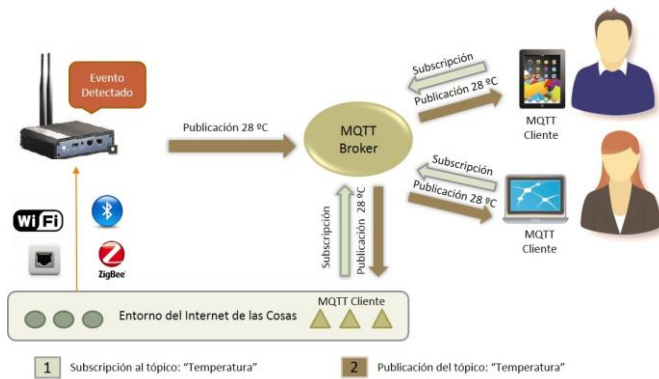 Evento
Detectado
Publicación 28 ºC
MQTT
Broker
Subscripción
Publicación 28 ºC
MQTT
Cliente
Subscripción
Publicación 28 ºC
MQTT
Cliente
WiFi
ZigBee
Subscripción
Publicación 28 ºC
Entorno del Internet de las Cosas
MQTT Cliente
1 Subscripción al tópico: “Temperatura”
2 Publicación del tópico: “Temperatura”